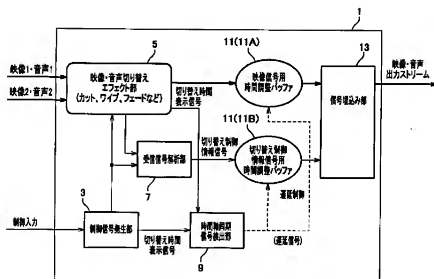 1
5
11(11A)
13
映像1・音声1
映像2・音声2
映像・音声切り替え
エフェクト部
(カット、ワイプ、フェードなど)
切り替え時間
表示信号
映像信号用
時間調整バッファ
信号埋込み部
映像・音声
出力ストリーム
切り替え制御
情報信号
11(11B)
受信信号解析部
7
切り替え制御
情報信号用
時間調整バッファ
遅延制御
3
制御入力
制御信号発生部
切り替え時間
表示信号
時間軸同期
信号検出部
9
(遅延信号)